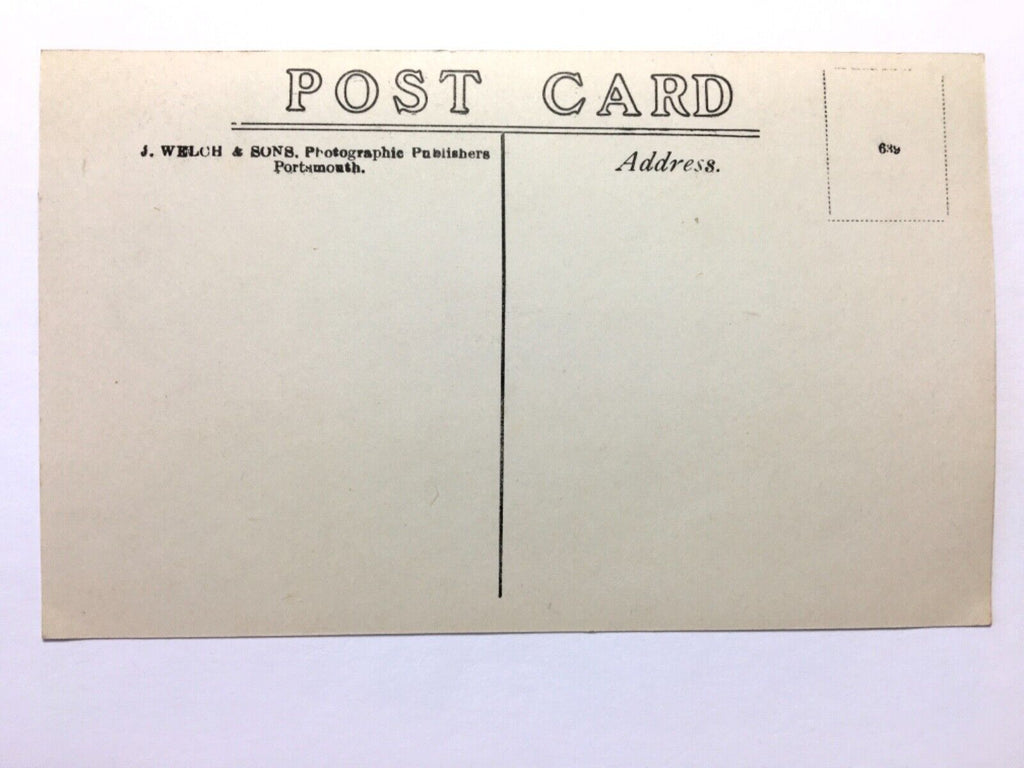 POST CARD
J. WELCH & SONS, Photographic Publishers
Portsmouth.
Address.
639